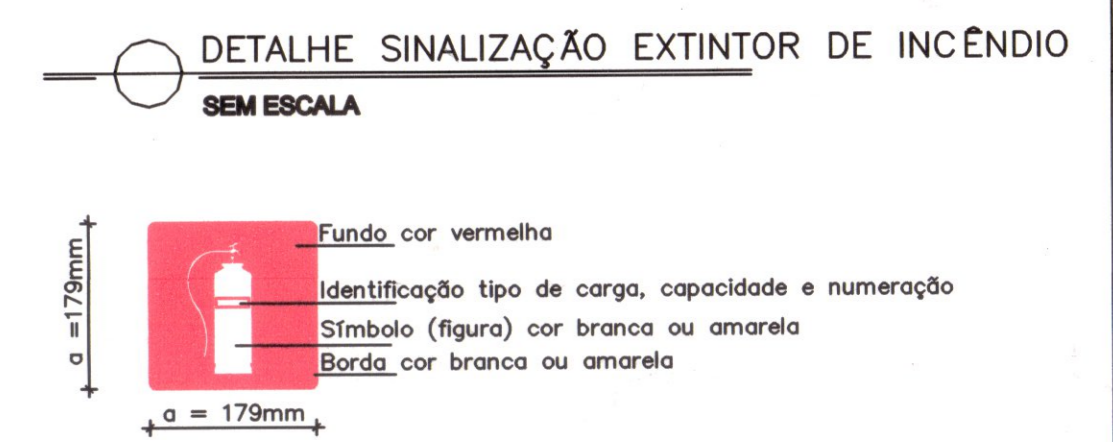 DETALHE SINALIZAÇÃO EXTINTOR DE INCÊNDIO
SEM ESCALA
Fundo cor vermelha
a =179mm
Identificação tipo de carga, capacidade e numeração
Símbolo (figura) cor branca ou amarela
Borda cor branca ou amarela
a = 179mm